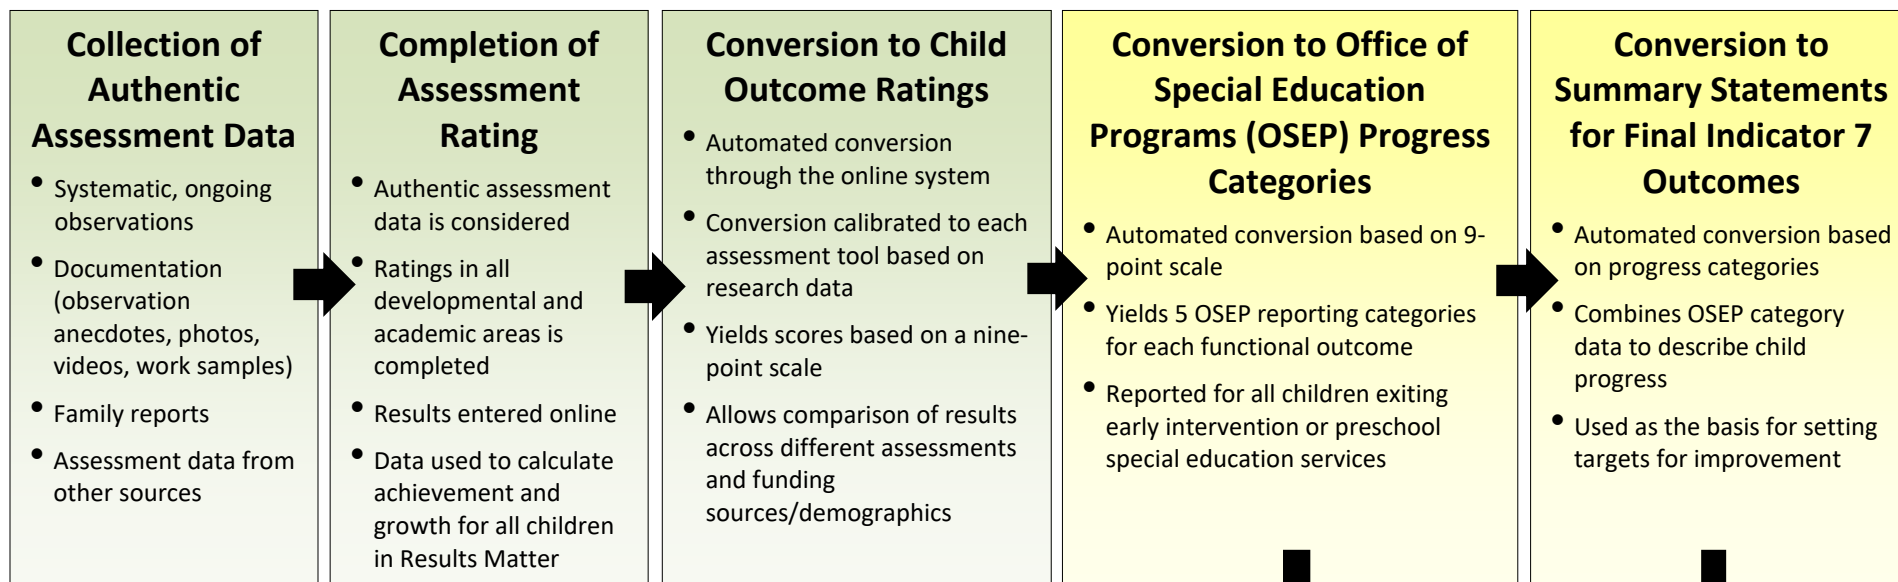 Collection of
Authentic
Assessment Data
• Systematic, ongoing
observations
• Documentation
(observation
anecdotes, photos,
videos, work samples)
• Family reports
• Assessment data from
other sources
Completion of
Assessment
Rating
• Authentic assessment
data is considered
• Ratings in all
developmental and
academic areas is
completed
• Results entered online
• Data used to calculate
achievement and
growth for all children
in Results Matter
Conversion to Child
Outcome Ratings
• Automated conversion
through the online system
• Conversion calibrated to each
assessment tool based on
research data
• Yields scores based on a nine-
point scale
• Allows comparison of results
across different assessments
and funding
sources/demographics
Conversion to Office of
Special Education
Programs (OSEP) Progress
Categories
• Automated conversion based on 9-
point scale
• Yields 5 OSEP reporting categories
for each functional outcome
• Reported for all children exiting
early intervention or preschool
special education services
Conversion to
Summary Statements
for Final Indicator 7
Outcomes
• Automated conversion based
on progress categories
• Combines OSEP category
data to describe child
progress
• Used as the basis for setting
targets for improvement